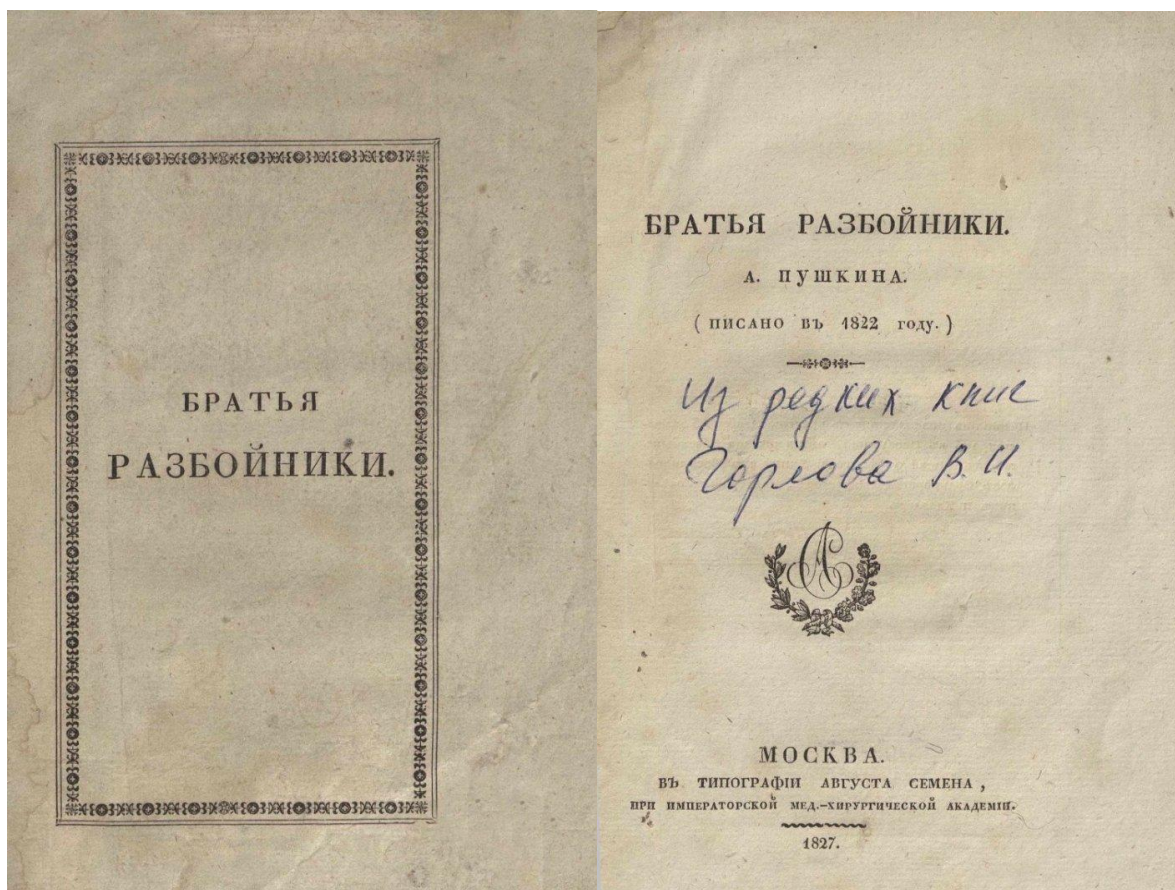 БРАТЬЯ
РАЗБОЙНИКИ.
БРАТЬЯ РАЗБОЙНИКИ.
А. ПУШКИНА.
( ПИСАНО ВЪ 1822 ГОДУ. )
Из редких книг
Горлова В. И.
МОСКВА.
ВЪ ТИПОГРАФІИ АВГУСТА СЕМЕНА ,
ПРИ ИМПЕРАТОРСКОЙ МЕД.-ХИРУРГИЧЕСКОЙ АКАДЕМІИ.
1827.